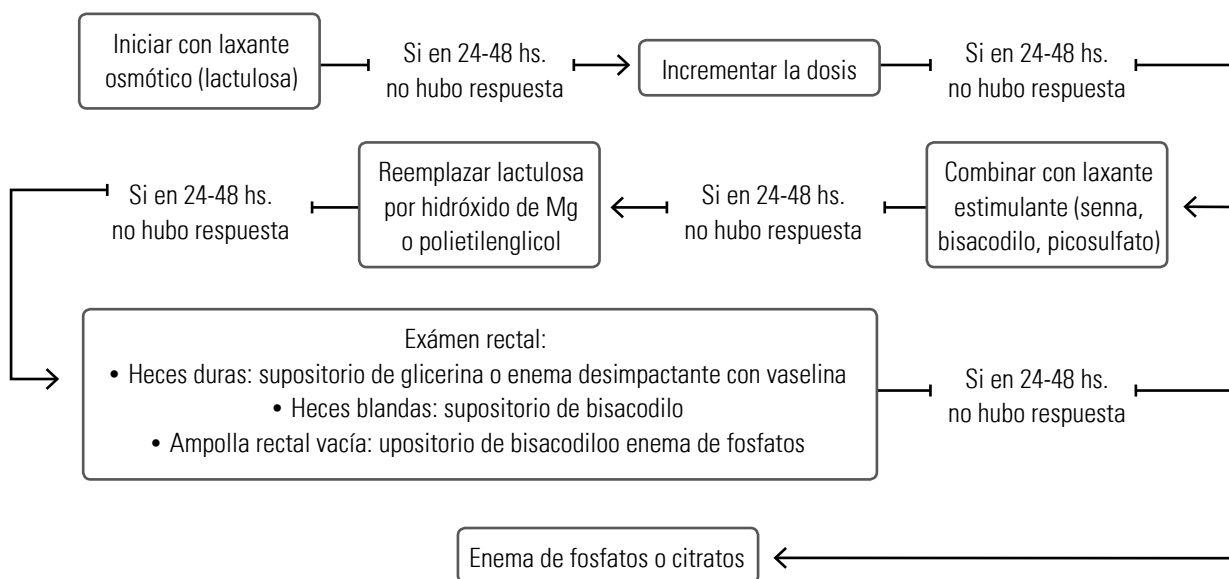 Iniciar con laxante
osmótico (lactulosa)
Si en 24-48 hs.
no hubo respuesta
Incrementar la dosis
Si en 24-48 hs.
no hubo respuesta
Combinar con laxante
estimulante (senna,
bisacodilo, picosulfato)
Si en 24-48 hs.
no hubo respuesta
Reemplazar lactulosa
por hidróxido de Mg
o polietilenglicol
Si en 24-48 hs.
no hubo respuesta
Exámen rectal:
• Heces duras: supositorio de glicerina o enema desimpactante con vaselina
• Heces blandas: supositorio de bisacodilo
• Ampolla rectal vacía: upositorio de bisacodiloo enema de fosfatos
Si en 24-48 hs.
no hubo respuesta
Enema de fosfatos o citratos